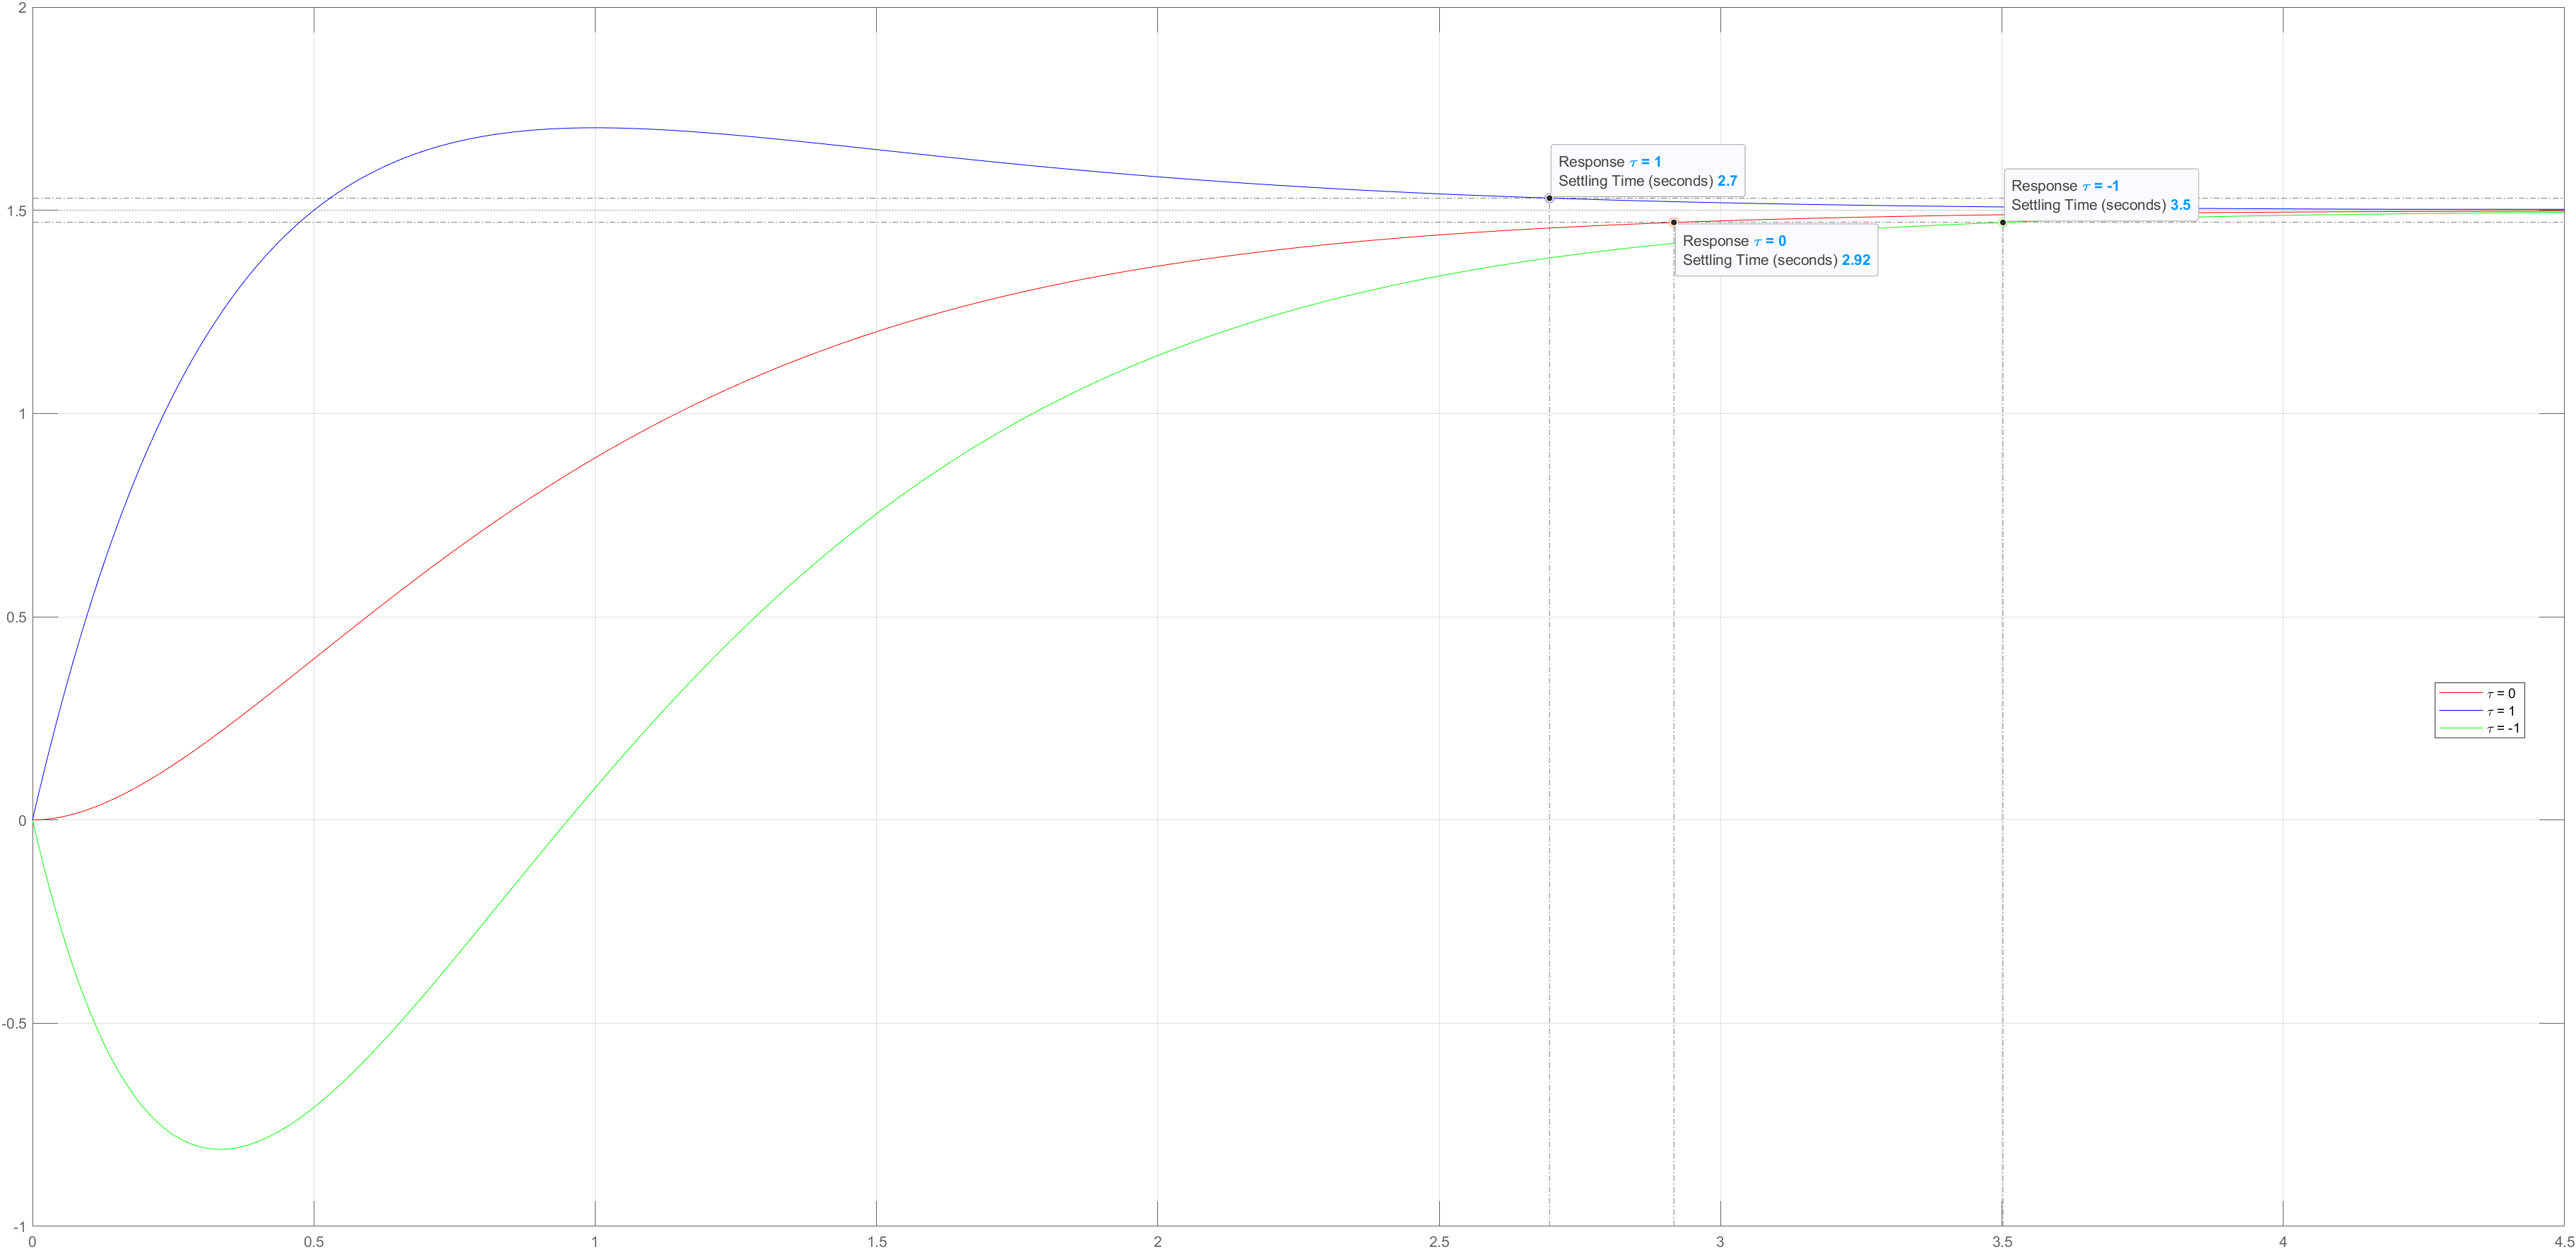 2
Response τ = 1
Settling Time (seconds) 2.7
Response τ = -1
Settling Time (seconds) 3.5
1.5
Response τ = 0
Settling Time (seconds) 2.92
1
0.5
τ = 0
τ = 1
τ = -1
0
-0.5
-1
0 0.5 1 1.5 2 2.5 3 3.5 4 4.5